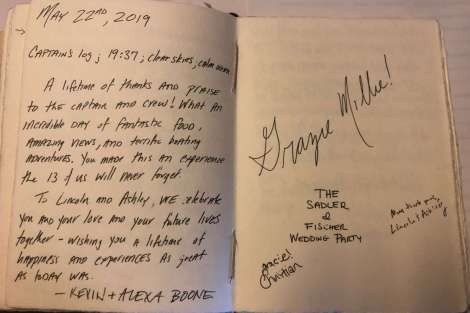 May 22nd, 2019
Captain's log; 19:37; clear skies, calm
A lifetime of thanks and praise
to the captain and crew! What an
incredible day of fantastic food,
amazing views, and terrific boating
adventures. You made this an experience
the 13 of us will never forget.
To Lincoln and Ashley, we celebrate
you and your love and your future lives
together – wishing you a lifetime of
happiness and experiences as great
as today was.
– Kevin + Alexa Boone
Grazie Mille!
The
Sadler
&
Fischer
Wedding Party
Lincoln & Ashley
gracie!
Christian